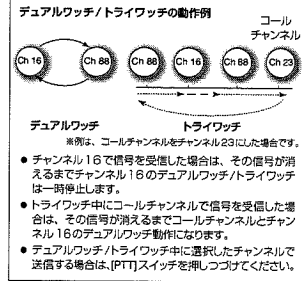 デュアルワッチ/トライワッチの動作例
コール
チャンネル
Ch 16
Ch 88
Ch 88
Ch 16
Ch 88
Ch 23
デュアルワッチ
トライワッチ
※例は、コールチャンネルをチャンネル23にした場合です。
● チャンネル16で信号を受信した場合は、その信号が消
えるまでチャンネル16のデュアルワッチ/トライワッチ
は一時停止します。
● トライワッチ中にコールチャンネルで信号を受信した場
合は、その信号が消えるまでコールチャンネルとチャン
ネル16のデュアルワッチ動作になります。
● デュアルワッチ/トライワッチ中に選択したチャンネルで
送信する場合は、[PTT]スイッチを押しつづけてください。